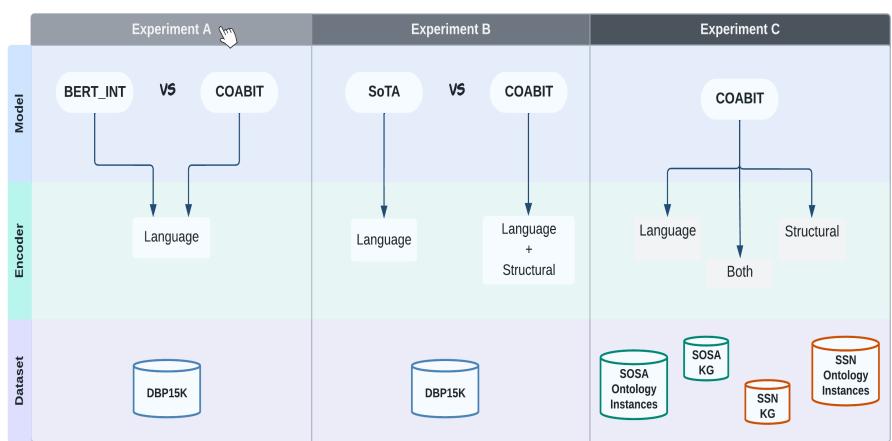 Experiment A
Experiment B
Experiment C
Model
BERT_INT
VS
COABIT
SoTA
VS
COABIT
COABIT
Encoder
Language
Language
Language
+
Structural
Language
Both
Structural
Dataset
DBP15K
DBP15K
SOSA
Ontology
Instances
SOSA
KG
SSN
KG
SSN
Ontology
Instances